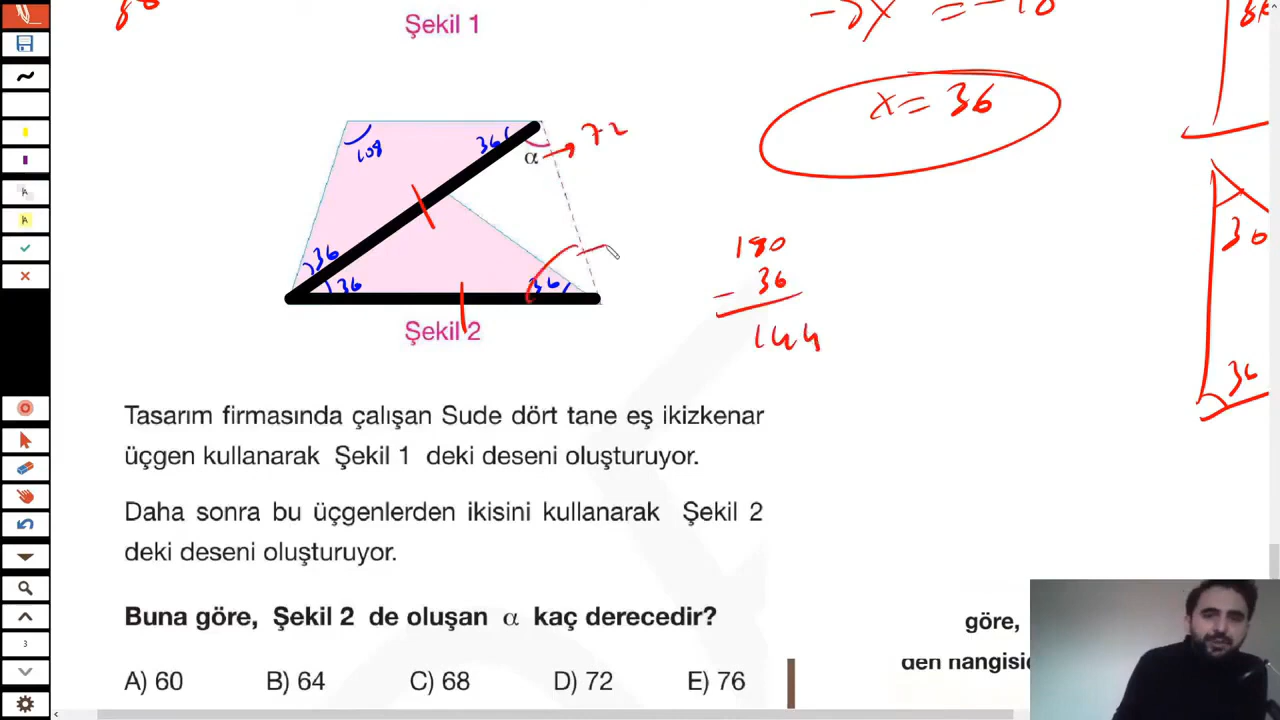 Şekil 1
x = 36
108
36
α → 72
36
36
36
180
- 36
144
36
36
Şekil 2
Tasarım firmasında çalışan Sude dört tane eş ikizkenar
üçgen kullanarak Şekil 1 deki deseni oluşturuyor.
Daha sonra bu üçgenlerden ikisini kullanarak Şekil 2
deki deseni oluşturuyor.
Buna göre, Şekil 2 de oluşan α kaç derecedir?
A) 60 B) 64 C) 68 D) 72 E) 76
göre,
den hangisi
3